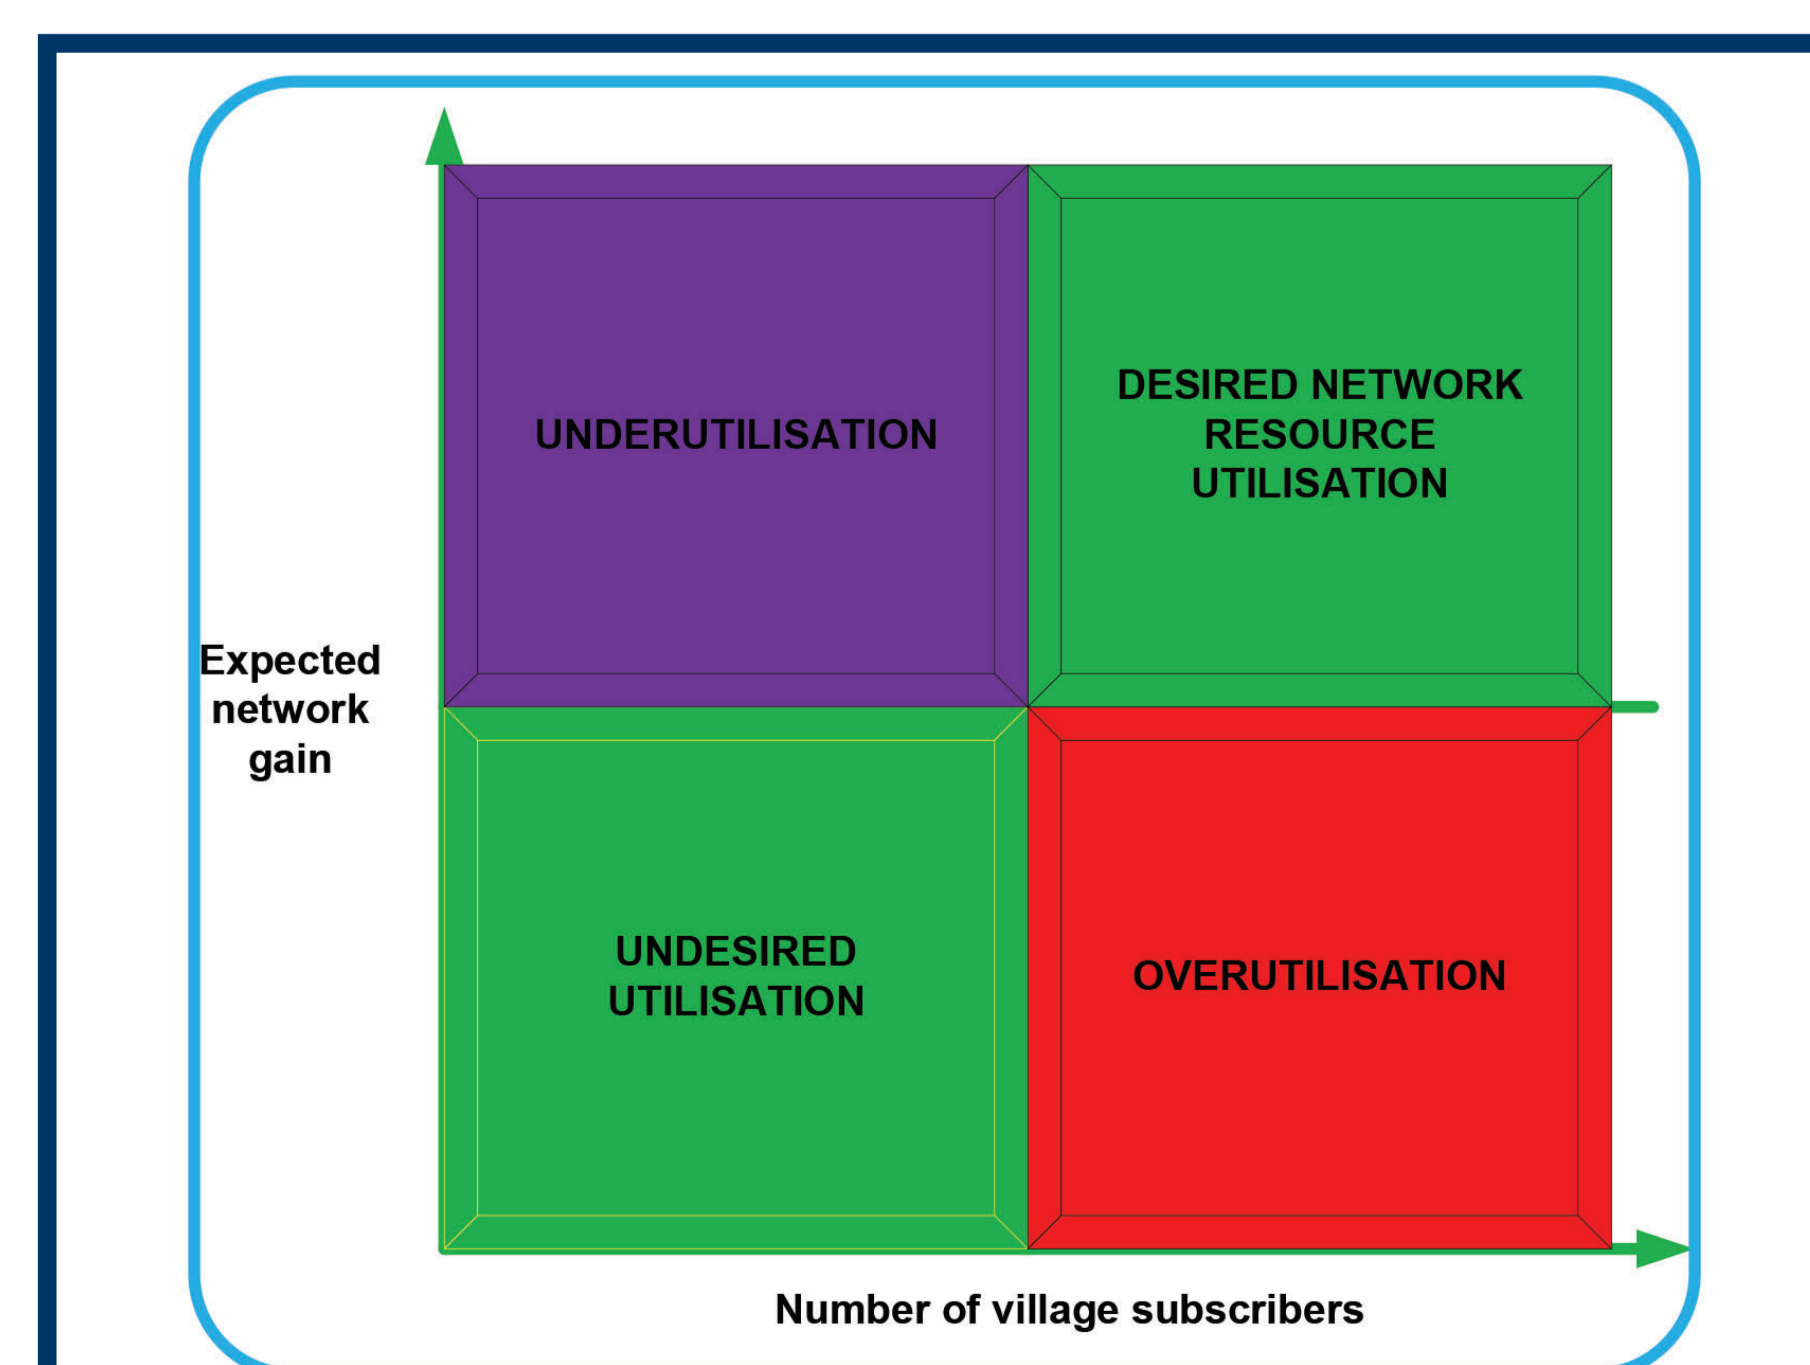 UNDERUTILISATION
DESIRED NETWORK
RESOURCE
UTILISATION
Expected
network
gain
UNDESIRED
UTILISATION
OVERUTILISATION
Number of village subscribers